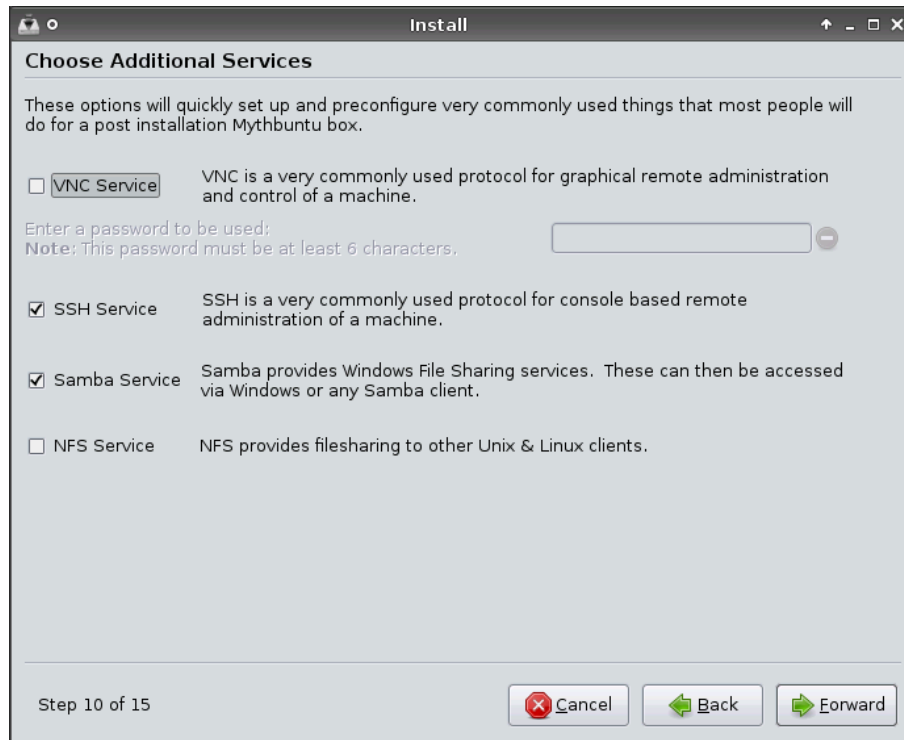 Install
Choose Additional Services
These options will quickly set up and preconfigure very commonly used things that most people will
do for a post installation Mythbuntu box.
VNC Service
VNC is a very commonly used protocol for graphical remote administration
and control of a machine.
Enter a password to be used:
Note: This password must be at least 6 characters.
SSH Service
SSH is a very commonly used protocol for console based remote
administration of a machine.
Samba Service
Samba provides Windows File Sharing services.  These can then be accessed
via Windows or any Samba client.
NFS Service
NFS provides filesharing to other Unix & Linux clients.
Step 10 of 15
Cancel
Back
Forward